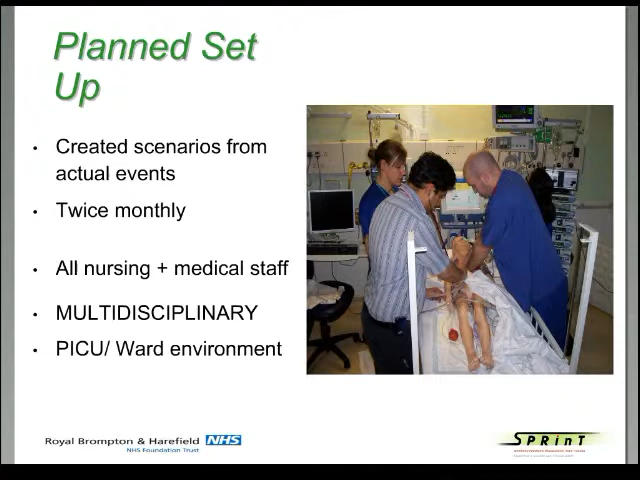 Planned Set
Up
• Created scenarios from
actual events
• Twice monthly
• All nursing + medical staff
• MULTIDISCIPLINARY
• PICU/ Ward environment
Royal Brompton & Harefield NHS
NHS Foundation Trust
SPRinT